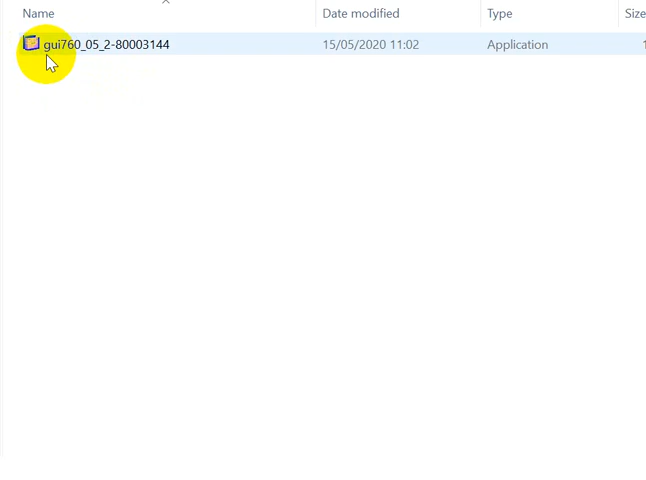 Name Date modified Type Size
gui760_05_2-80003144 15/05/2020 11:02 Application